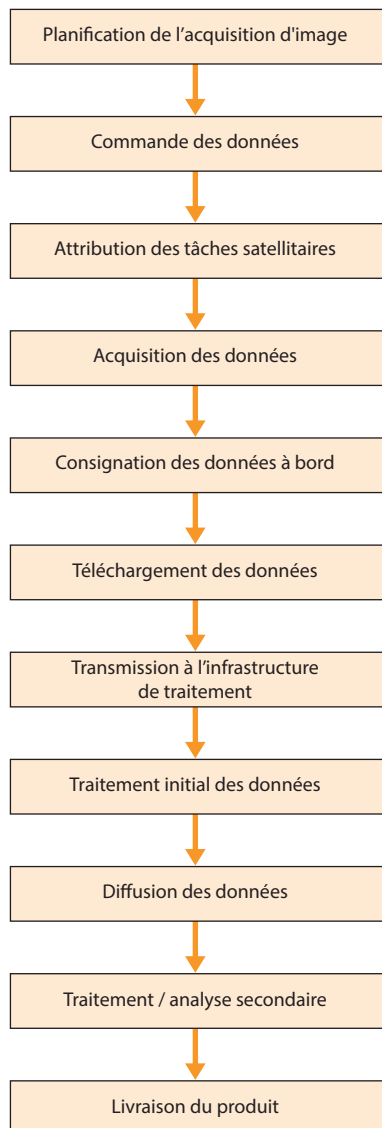 Planification de l’acquisition d'image
Commande des données
Attribution des tâches satellitaires
Acquisition des données
Consignation des données à bord
Téléchargement des données
Transmission à l’infrastructure
de traitement
Traitement initial des données
Diffusion des données
Traitement / analyse secondaire
Livraison du produit